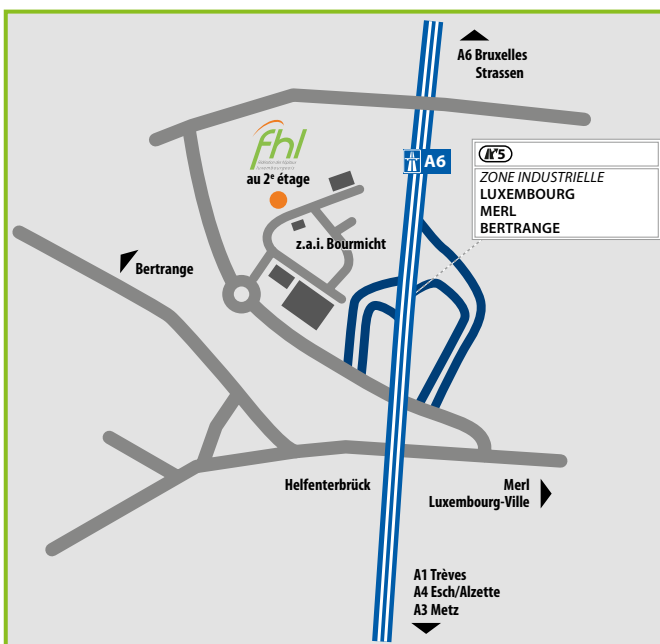 A6 Bruxelles
Strassen
fhl
au 2e étage
A6
5
ZONE INDUSTRIELLE
LUXEMBOURG
MERL
BERTRANGE
z.a.i. Bourmicht
Bertrange
Helfenterbrück
Merl
Luxembourg-Ville
A1 Trèves
A4 Esch/Alzette
A3 Metz